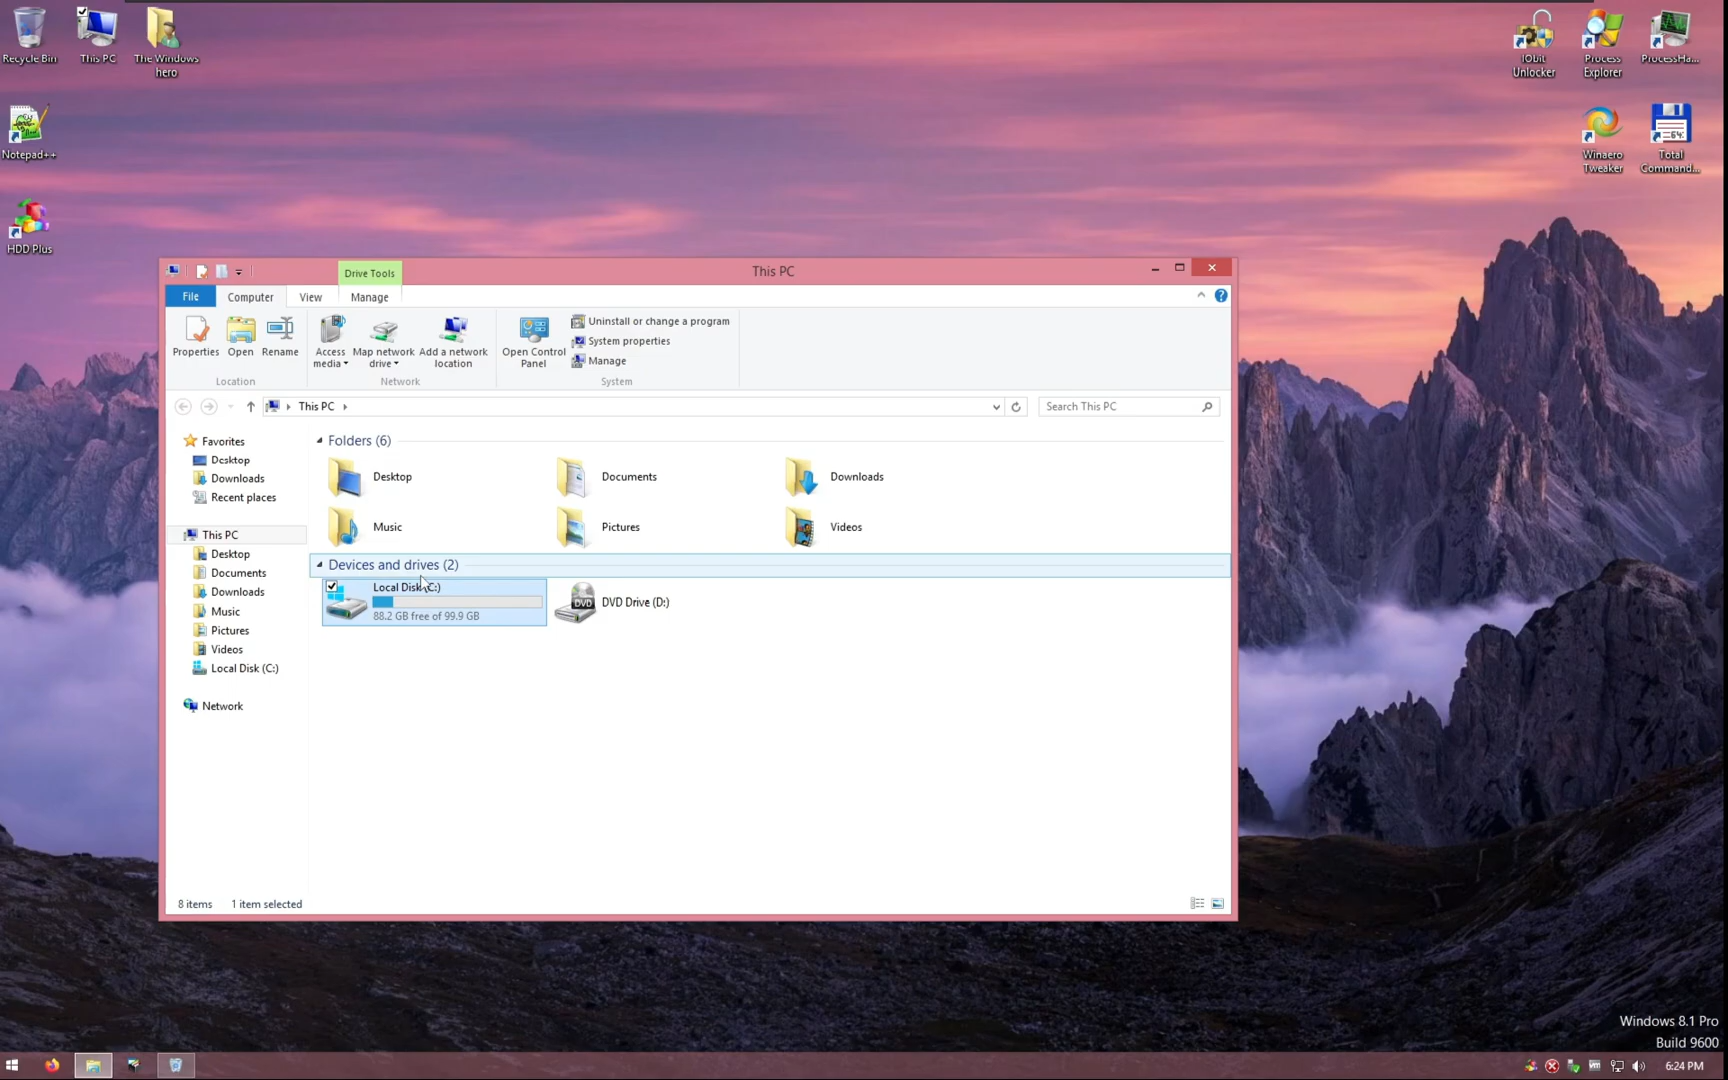 Recycle Bin
This PC
The Windows
hero
IObit
Unlocker
Process
Explorer
ProcessHa...
Notepad++
Winaero
Tweaker
Total
Command...
HDD Plus
Drive Tools
This PC
File
Computer
View
Manage
Properties
Open
Rename
Location
Access
media
Map network
drive
Add a network
location
Network
Open Control
Panel
Uninstall or change a program
System properties
Manage
System
This PC
Search This PC
Favorites
Desktop
Downloads
Recent places
This PC
Desktop
Documents
Downloads
Music
Pictures
Videos
Local Disk (C:)
Network
Folders (6)
Desktop
Documents
Downloads
Music
Pictures
Videos
Devices and drives (2)
Local Disk (C:)
88.2 GB free of 99.9 GB
DVD
DVD Drive (D:)
8 items
1 item selected
Windows 8.1 Pro
Build 9600
6:24 PM